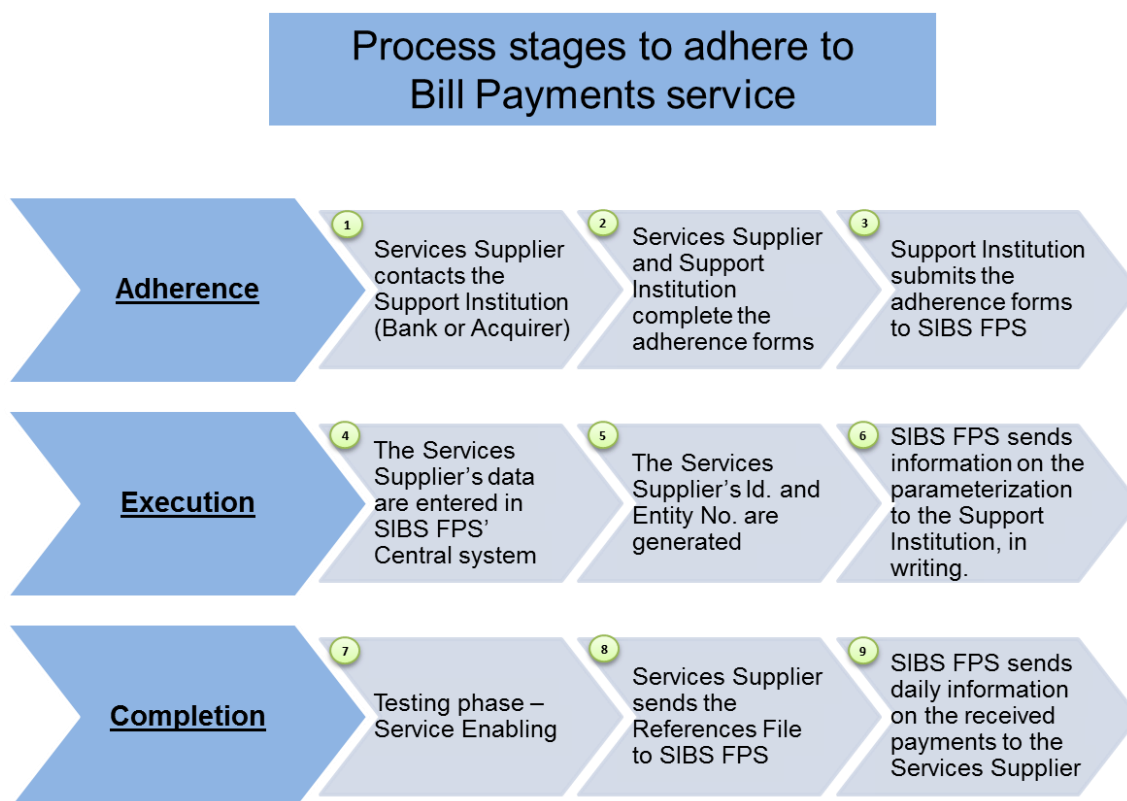 Process stages to adhere to
Bill Payments service
Adherence
1
Services Supplier
contacts the
Support Institution
(Bank or Acquirer)
2
Services Supplier
and Support
Institution
complete the
adherence forms
3
Support Institution
submits the
adherence forms
to SIBS FPS
Execution
4
The Services
Supplier’s data
are entered in
SIBS FPS’
Central system
5
The Services
Supplier’s Id. and
Entity No. are
generated
6
SIBS FPS sends
information on the
parameterization
to the Support
Institution, in
writing.
Completion
7
Testing phase –
Service Enabling
8
Services Supplier
sends the
References File
to SIBS FPS
9
SIBS FPS sends
daily information
on the received
payments to the
Services Supplier